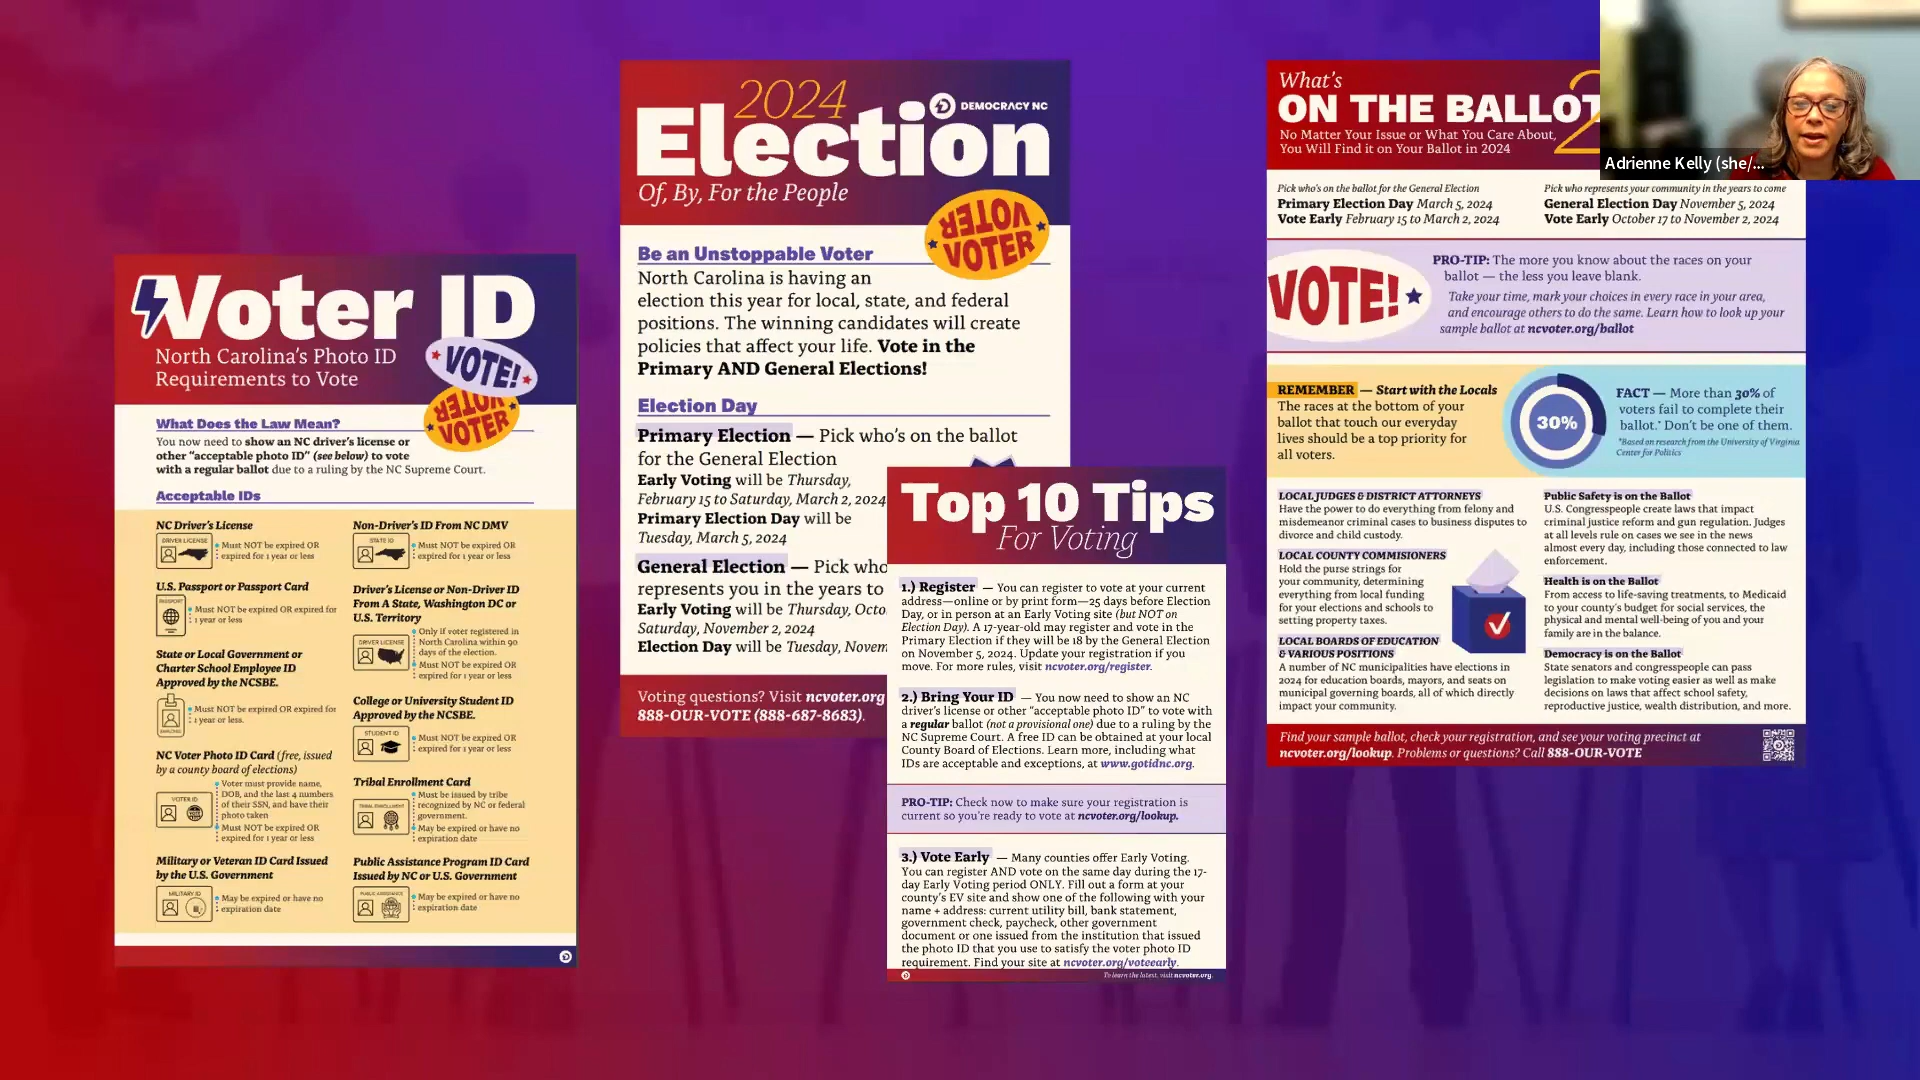 Voter ID
North Carolina's Photo ID
Requirements to Vote
VOTE!
VOTER
VOTER
What Does the Law Mean?
You now need to show an NC driver's license or
other "acceptable photo ID" (see below) to vote
with a regular ballot due to a ruling by the NC Supreme Court.
Acceptable IDs
NC Driver's License
DRIVER LICENSE
Must NOT be expired OR
expired for 1 year or less
U.S. Passport or Passport Card
PASSPORT
Must NOT be expired OR expired for
1 year or less
State or Local Government or
Charter School Employee ID
Approved by the NCSBE.
EMPLOYEE
Must NOT be expired OR expired for
1 year or less.
NC Voter Photo ID Card (free, issued
by a county board of elections)
VOTER ID
Voter must provide name,
DOB, and the last 4 numbers
of their SSN, and have their
photo taken
Must NOT be expired OR
expired for 1 year or less
Military or Veteran ID Card Issued
by the U.S. Government
MILITARY ID
May be expired or have no
expiration date
Non-Driver's ID From NC DMV
STATE ID
Must NOT be expired OR
expired for 1 year or less
Driver's License or Non-Driver ID
From A State, Washington DC or
U.S. Territory
DRIVER LICENSE
Only if voter registered in
North Carolina within 90
days of the election.
Must NOT be expired OR
expired for 1 year or less
College or University Student ID
Approved by the NCSBE.
STUDENT ID
Must NOT be expired OR
expired for 1 year or less
Tribal Enrollment Card
TRIBAL ENROLLMENT
Must be issued by tribe
recognized by NC or federal
government.
May be expired or have no
expiration date
Public Assistance Program ID Card
Issued by NC or U.S. Government
PUBLIC ASSISTANCE
May be expired or have no
expiration date
2024
DEMOCRACY NC
Election
Of, By, For the People
VOTER
VOTER
Be an Unstoppable Voter
North Carolina is having an
election this year for local, state, and federal
positions. The winning candidates will create
policies that affect your life. Vote in the
Primary AND General Elections!
Election Day
Primary Election — Pick who's on the ballot
for the General Election
Early Voting will be Thursday,
February 15 to Saturday, March 2, 2024
Primary Election Day will be
Tuesday, March 5, 2024
General Election — Pick who
represents you in the years to
Early Voting will be Thursday, Octo
Saturday, November 2, 2024
Election Day will be Tuesday, Novem
Voting questions? Visit ncvoter.org
888-OUR-VOTE (888-687-8683).
Top 10 Tips
For Voting
1.) Register — You can register to vote at your current
address—online or by print form—25 days before Election
Day, or in person at an Early Voting site (but NOT on
Election Day). A 17-year-old may register and vote in the
Primary Election if they will be 18 by the General Election
on November 5, 2024. Update your registration if you
move. For more rules, visit ncvoter.org/register.
2.) Bring Your ID — You now need to show an NC
driver's license or other "acceptable photo ID" to vote with
a regular ballot (not a provisional one) due to a ruling by the
NC Supreme Court. A free ID can be obtained at your local
County Board of Elections. Learn more, including what
IDs are acceptable and exceptions, at www.gotidnc.org.
PRO-TIP: Check now to make sure your registration is
current so you're ready to vote at ncvoter.org/lookup.
3.) Vote Early — Many counties offer Early Voting.
You can register AND vote on the same day during the 17-
day Early Voting period ONLY. Fill out a form at your
county's EV site and show one of the following with your
name + address: current utility bill, bank statement,
government check, paycheck, other government
document or one issued from the institution that issued
the photo ID that you use to satisfy the voter photo ID
requirement. Find your site at ncvoter.org/voteearly.
To learn the latest, visit ncvoter.org.
What's
ON THE BALLOT
2
No Matter Your Issue or What You Care About,
You Will Find it on Your Ballot in 2024
Pick who's on the ballot for the General Election
Primary Election Day March 5, 2024
Vote Early February 15 to March 2, 2024
Pick who represents your community in the years to come
General Election Day November 5, 2024
Vote Early October 17 to November 2, 2024
VOTE!
PRO-TIP: The more you know about the races on your
ballot — the less you leave blank.
Take your time, mark your choices in every race in your area,
and encourage others to do the same. Learn how to look up your
sample ballot at ncvoter.org/ballot
REMEMBER — Start with the Locals
The races at the bottom of your
ballot that touch our everyday
lives should be a top priority for
all voters.
30%
FACT — More than 30% of
voters fail to complete their
ballot.* Don't be one of them.
*Based on research from the University of Virginia
Center for Politics
LOCAL JUDGES & DISTRICT ATTORNEYS
Have the power to do everything from felony and
misdemeanor criminal cases to business disputes to
divorce and child custody.
LOCAL COUNTY COMMISIONERS
Hold the purse strings for
your community, determining
everything from local funding
for your elections and schools to
setting property taxes.
LOCAL BOARDS OF EDUCATION
& VARIOUS POSITIONS
A number of NC municipalities have elections in
2024 for education boards, mayors, and seats on
municipal governing boards, all of which directly
impact your community.
Public Safety is on the Ballot
U.S. Congresspeople create laws that impact
criminal justice reform and gun regulation. Judges
at all levels rule on cases we see in the news
almost every day, including those connected to law
enforcement.
Health is on the Ballot
From access to life-saving treatments, to Medicaid
to your county's budget for social services, the
physical and mental well-being of you and your
family are in the balance.
Democracy is on the Ballot
State senators and congresspeople can pass
legislation to make voting easier as well as make
decisions on laws that affect school safety,
reproductive justice, wealth distribution, and more.
Find your sample ballot, check your registration, and see your voting precinct at
ncvoter.org/lookup. Problems or questions? Call 888-OUR-VOTE
Adrienne Kelly (she/...